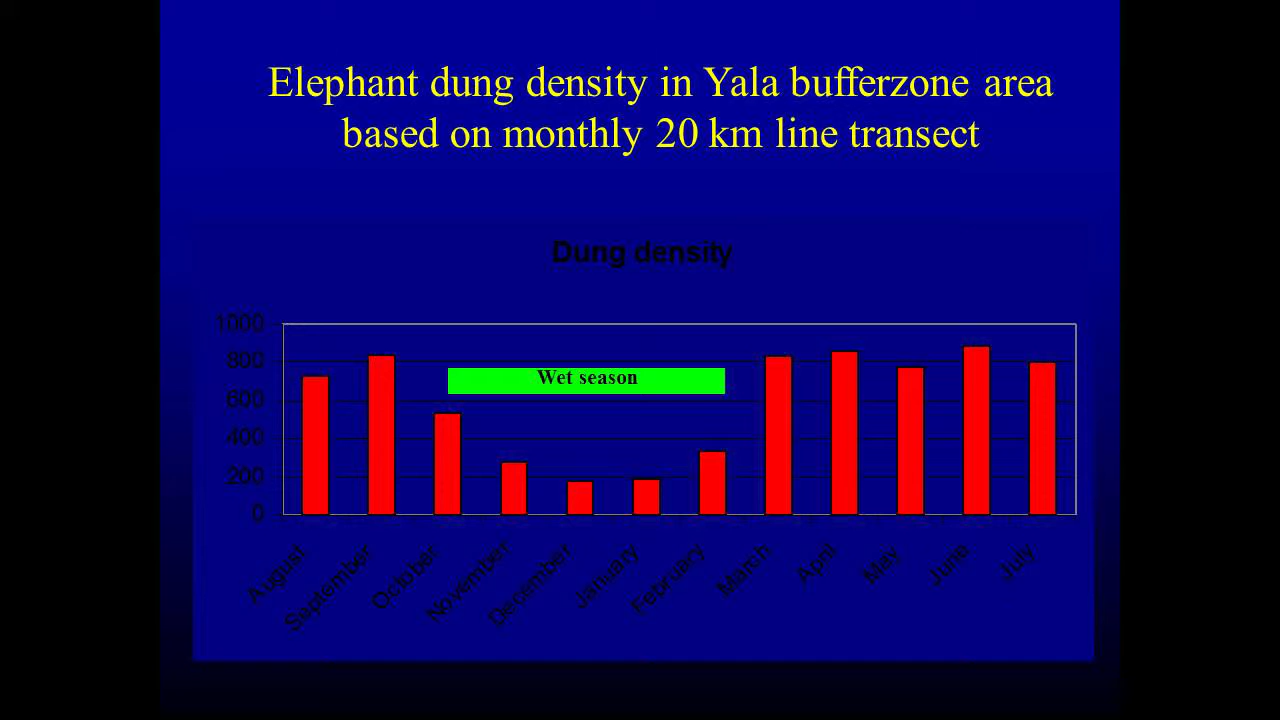 Elephant dung density in Yala bufferzone area
based on monthly 20 km line transect
Dung density
1000
800
600
400
200
0
Wet season
August
September
October
November
December
January
February
March
April
May
June
July